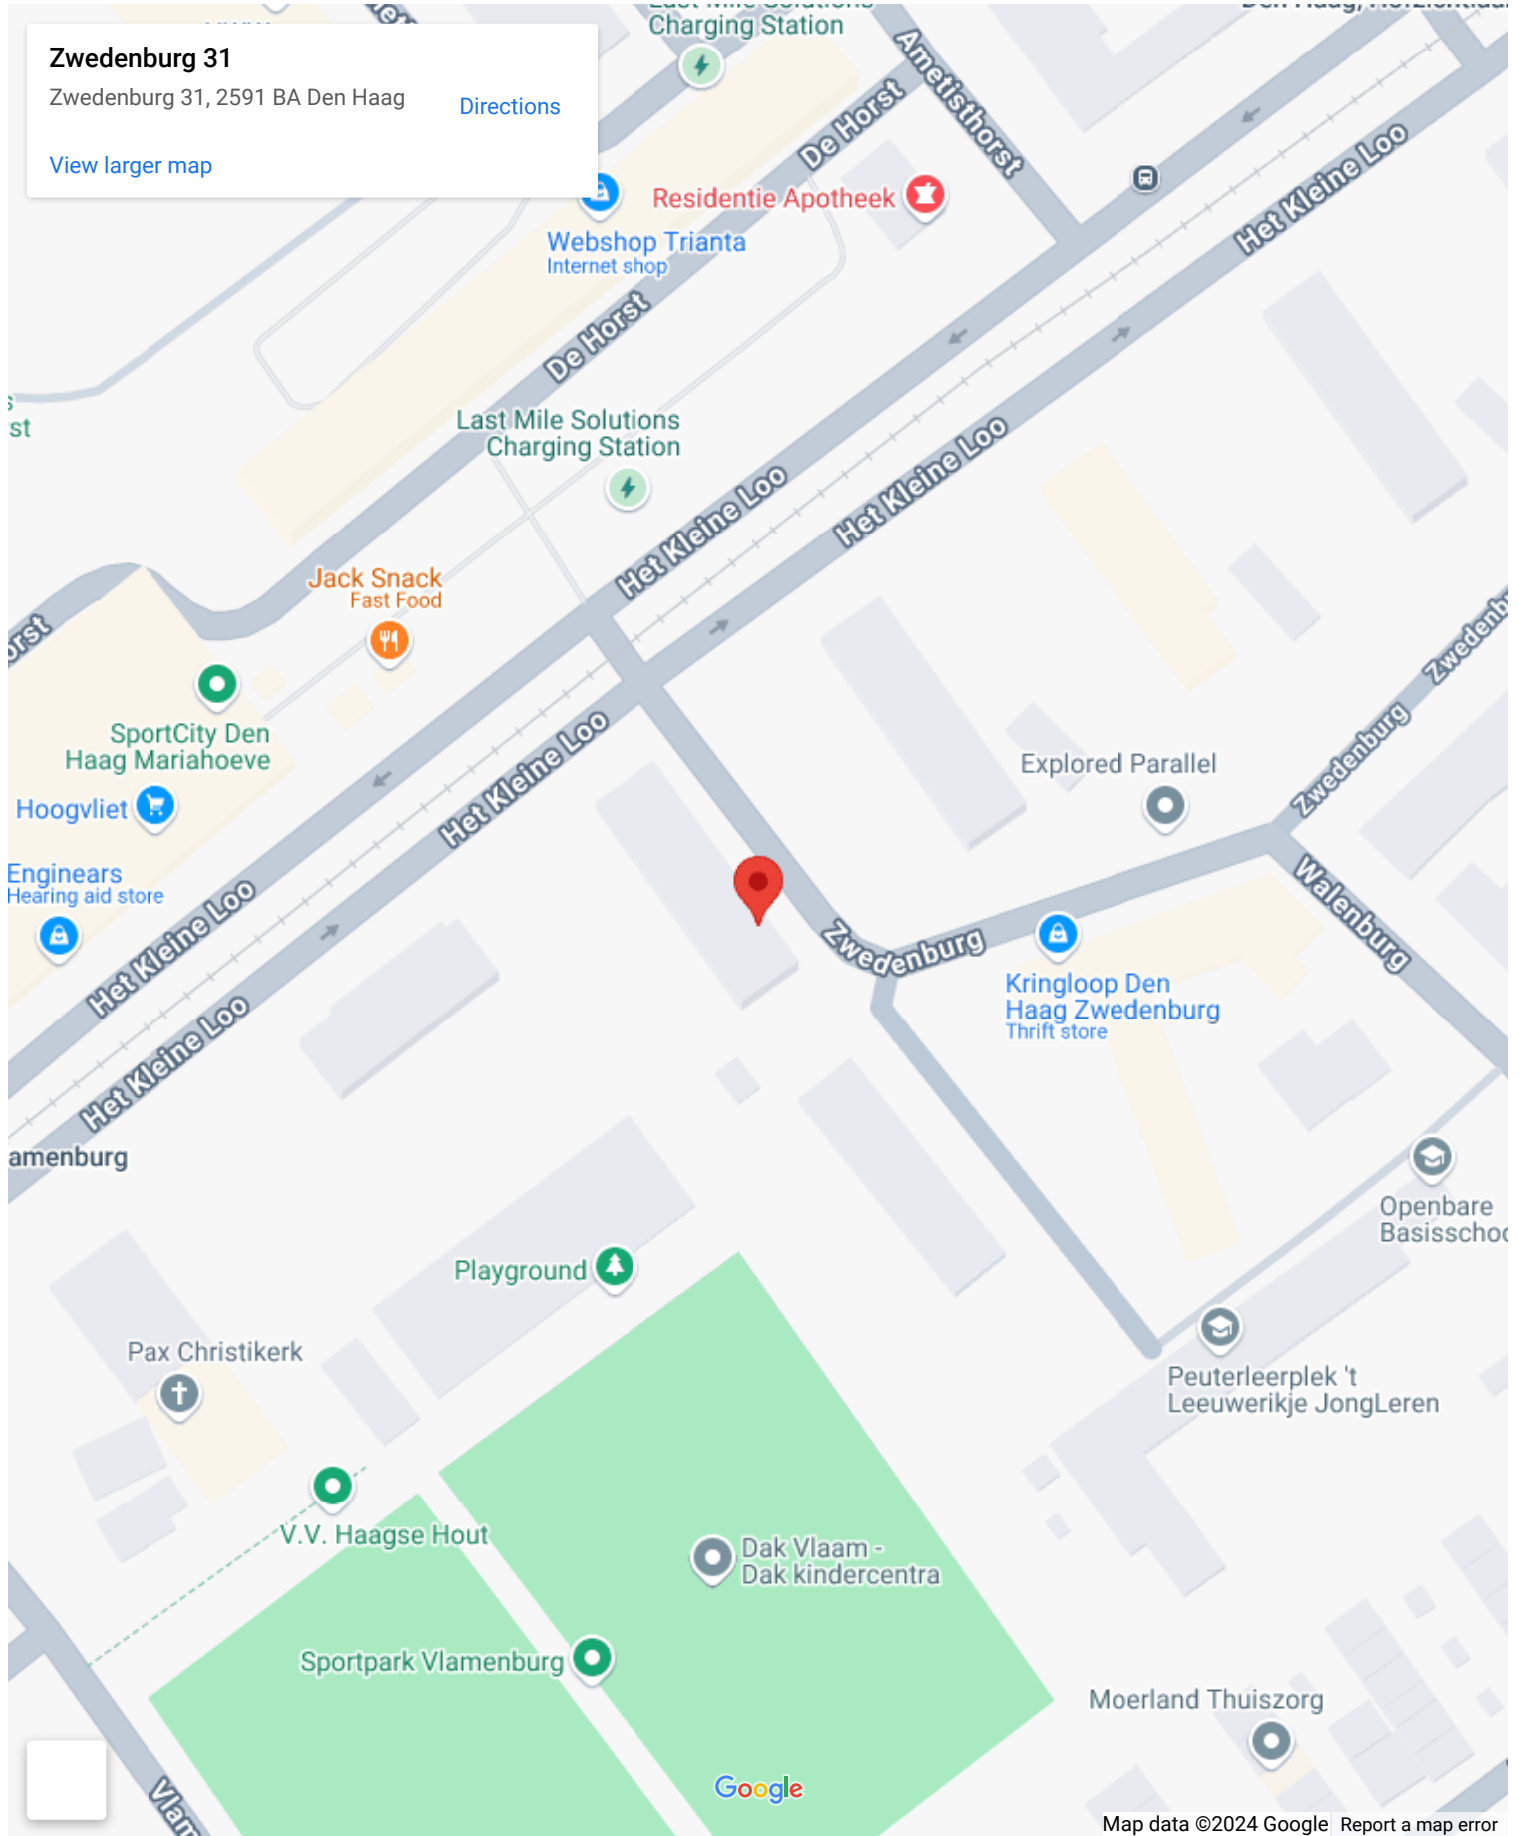 Zwedenburg 31
Zwedenburg 31, 2591 BA Den Haag
Directions
View larger map
Charging Station
Ametisthorst
De Horst
Residentie Apotheek
Het Kleine Loo
Webshop Trianta
Internet shop
De Horst
Last Mile Solutions
Charging Station
Het Kleine Loo
Het Kleine Loo
Jack Snack
Fast Food
SportCity Den
Haag Mariahoeve
Het Kleine Loo
Explored Parallel
Zwedenburg
Hoogvliet
Enginears
Hearing aid store
Het Kleine Loo
Walenburg
Zwedenburg
Kringloop Den
Haag Zwedenburg
Thrift store
Het Kleine Loo
amenburg
Openbare
Playground
Pax Christikerk
Peuterleerplek 't
Leeuwerikje JongLeren
V.V. Haagse Hout
Dak Vlaam -
Dak kindercentra
Sportpark Vlamenburg
Moerland Thuiszorg
Vlam
Google
Map data ©2024 Google
Report a map error